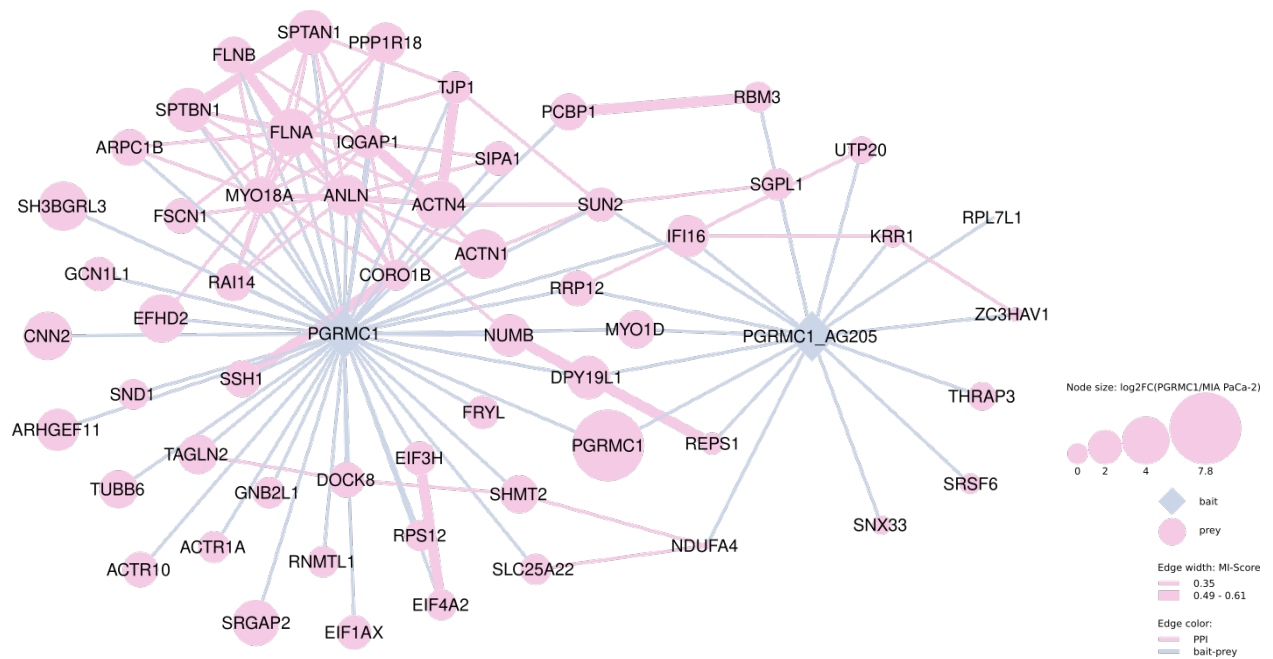 SPTAN1
PPP1R18
FLNB
TJP1
RBM3
PCBP1
SPTBN1
FLNA
IQGAP1
ARPC1B
UTP20
SIPA1
SGPL1
MYO18A
ANLN
ACTN4
SUN2
SH3BGRL3
FSCN1
RPL7L1
IFI16
KRR1
ACTN1
GCN1L1
RAI14
CORO1B
RRP12
ZC3HAV1
EFHD2
CNN2
PGRMC1
NUMB
MYO1D
PGRMC1_AG205
SSH1
DPY19L1
SND1
THRAP3
FRYL
ARHGEF11
PGRMC1
REPS1
TAGLN2
EIF3H
DOCK8
TUBB6
GNB2L1
SHMT2
SRSF6
SNX33
RPS12
ACTR1A
NDUFA4
RNMTL1
ACTR10
SLC25A22
EIF4A2
SRGAP2
EIF1AX
Node size: log2FC(PGRMC1/MIA PaCa-2)
0 2 4 7.8
bait
prey
Edge width: MI-Score
0.35
0.49 - 0.61
Edge color:
PPI
bait-prey